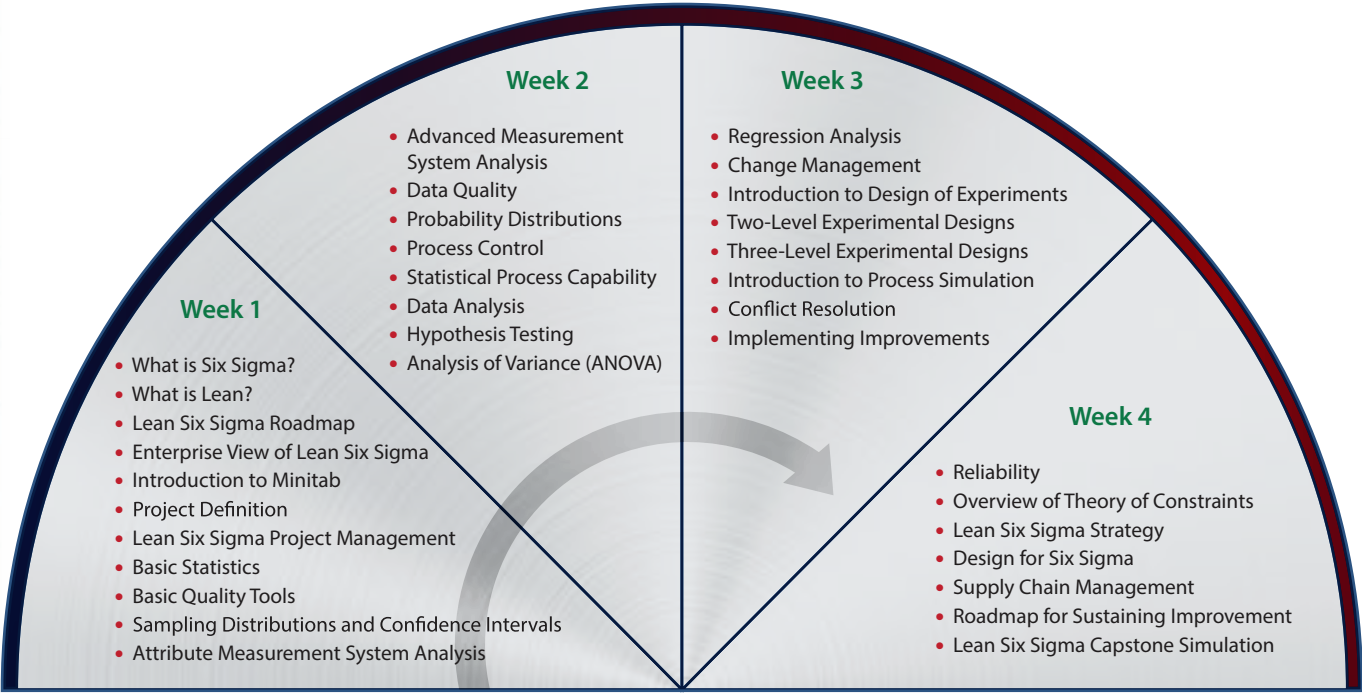 Week 1
• What is Six Sigma?
• What is Lean?
• Lean Six Sigma Roadmap
• Enterprise View of Lean Six Sigma
• Introduction to Minitab
• Project Definition
• Lean Six Sigma Project Management
• Basic Statistics
• Basic Quality Tools
• Sampling Distributions and Confidence Intervals
• Attribute Measurement System Analysis
Week 2
• Advanced Measurement
System Analysis
• Data Quality
• Probability Distributions
• Process Control
• Statistical Process Capability
• Data Analysis
• Hypothesis Testing
• Analysis of Variance (ANOVA)
Week 3
• Regression Analysis
• Change Management
• Introduction to Design of Experiments
• Two-Level Experimental Designs
• Three-Level Experimental Designs
• Introduction to Process Simulation
• Conflict Resolution
• Implementing Improvements
Week 4
• Reliability
• Overview of Theory of Constraints
• Lean Six Sigma Strategy
• Design for Six Sigma
• Supply Chain Management
• Roadmap for Sustaining Improvement
• Lean Six Sigma Capstone Simulation